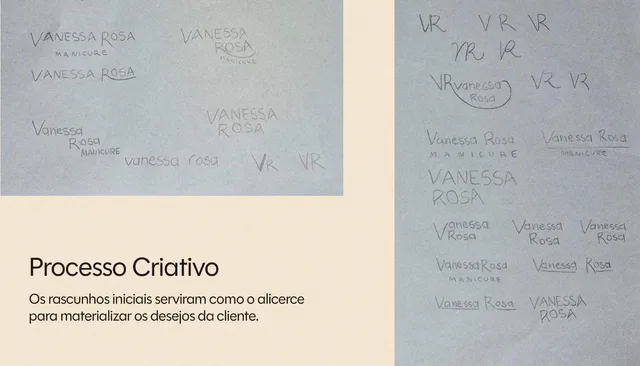 VANESSA ROSA
MANICURE
VANESSA ROSA
VANESSA
ROSA
MANICURE
Vanessa
Rosa
MANICURE
VANESSA
ROSA
vanessa rosa
VR
VR
Processo Criativo
Os rascunhos iniciais serviram como o alicerce
para materializar os desejos da cliente.
VR VR VR
VR VR
VR vanessa
Rosa
VR VR
Vanessa Rosa
MANICURE
Vanessa Rosa
MANICURE
VANESSA
ROSA
Vanessa
Rosa
Vanessa
Rosa
Vanessa
Rosa
Vanessa Rosa
MANICURE
Vanessa Rosa
Vanessa Rosa
VANESSA
ROSA